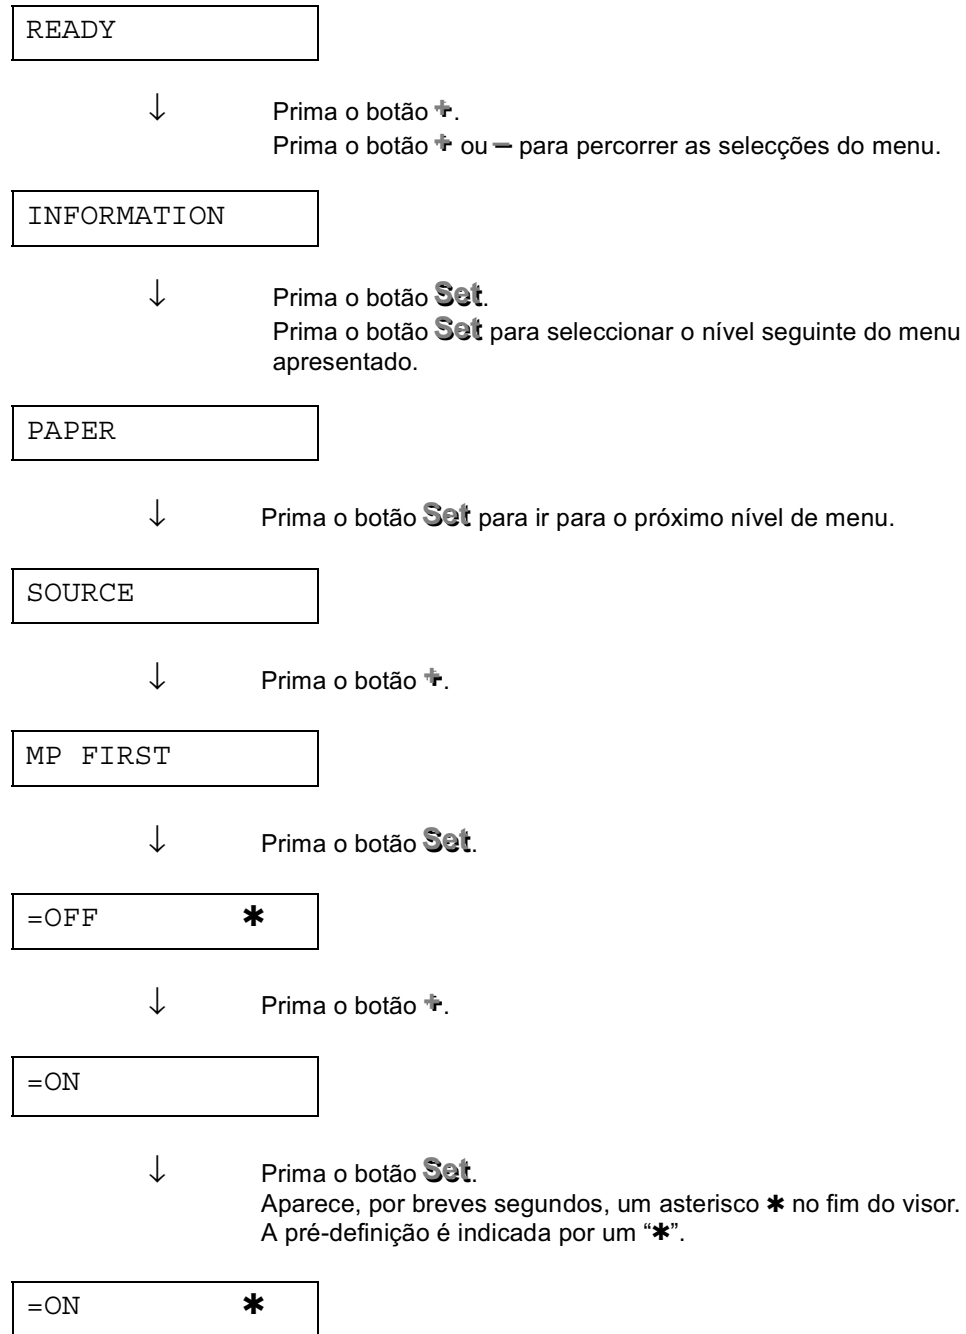 READY
↓ Prima o botão +.
Prima o botão + ou – para percorrer as selecções do menu.
INFORMATION
↓ Prima o botão Set.
Prima o botão Set para seleccionar o nível seguinte do menu
apresentado.
PAPER
↓ Prima o botão Set para ir para o próximo nível de menu.
SOURCE
↓ Prima o botão +.
MP FIRST
↓ Prima o botão Set.
=OFF ✱
↓ Prima o botão +.
=ON
↓ Prima o botão Set.
Aparece, por breves segundos, um asterisco ✱ no fim do visor.
A pré-definição é indicada por um “✱”.
=ON ✱